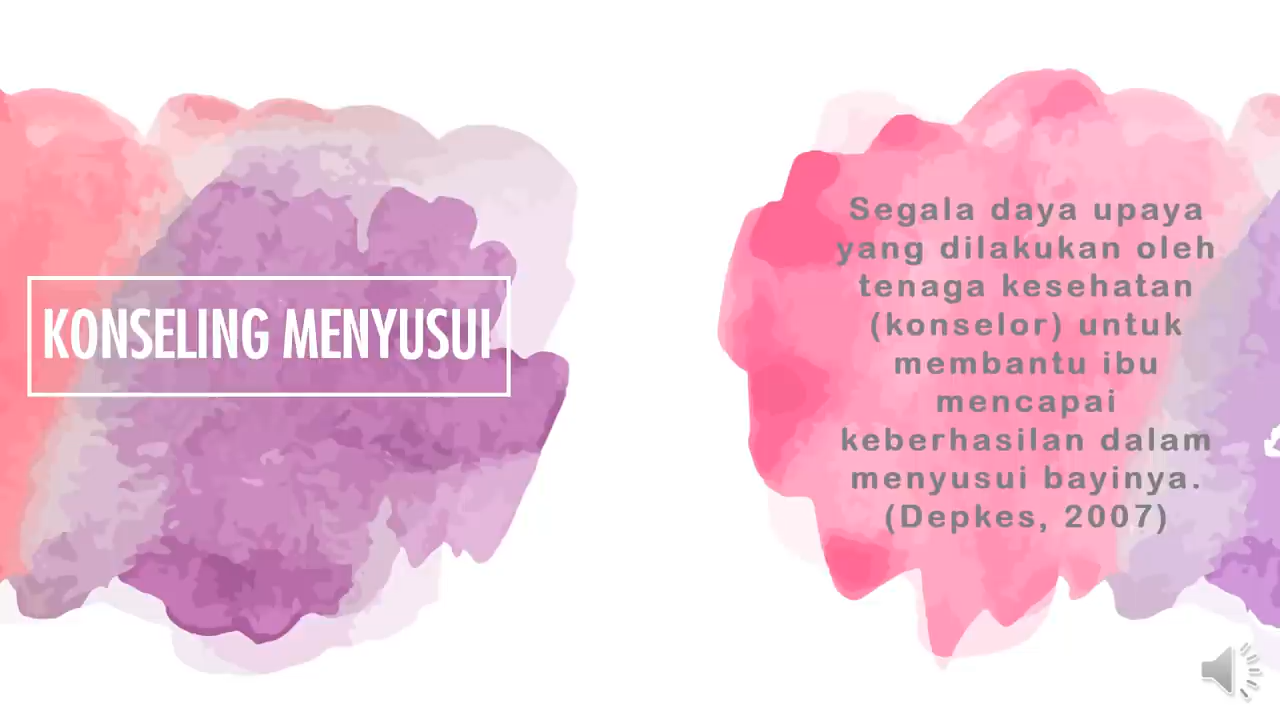 KONSELING MENYUSUI
Segala daya upaya
yang dilakukan oleh
tenaga kesehatan
(konselor) untuk
membantu ibu
mencapai
keberhasilan dalam
menyusui bayinya.
(Depkes, 2007)